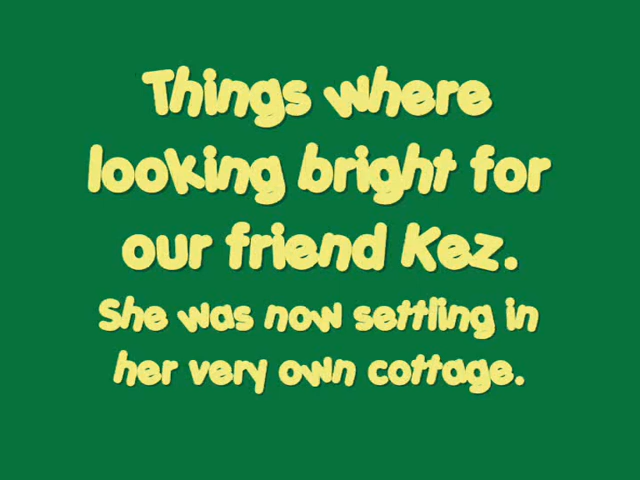 Things where
looking bright for
our friend Kez.
She was now settling in
her very own cottage.